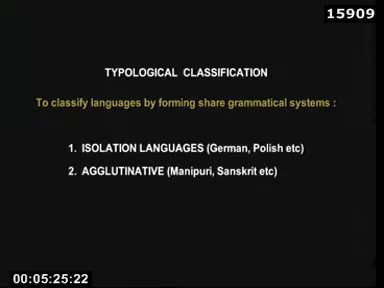 15909
TYPOLOGICAL CLASSIFICATION
To classify languages by forming share grammatical systems :
1. ISOLATION LANGUAGES (German, Polish etc)
2. AGGLUTINATIVE (Manipuri, Sanskrit etc)
00:05:25:22